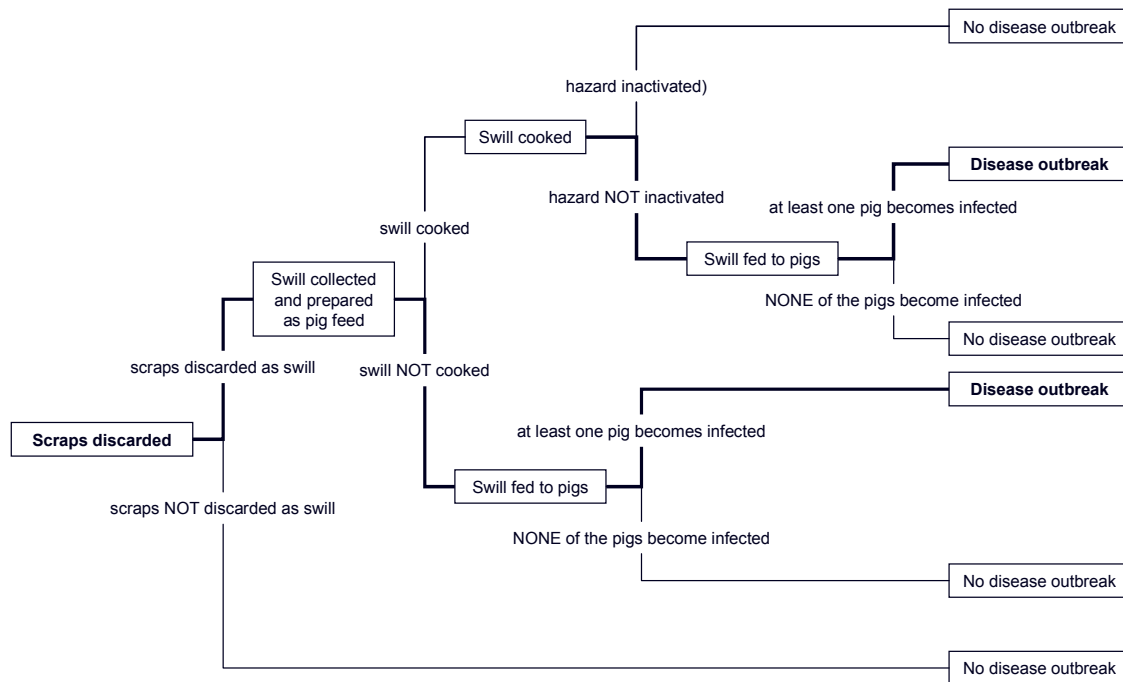 No disease outbreak
hazard inactivated)
Swill cooked
Disease outbreak
hazard NOT inactivated
at least one pig becomes infected
swill cooked
Swill fed to pigs
Swill collected
and prepared
as pig feed
NONE of the pigs become infected
No disease outbreak
scraps discarded as swill
swill NOT cooked
Disease outbreak
at least one pig becomes infected
Scraps discarded
Swill fed to pigs
scraps NOT discarded as swill
NONE of the pigs become infected
No disease outbreak
No disease outbreak